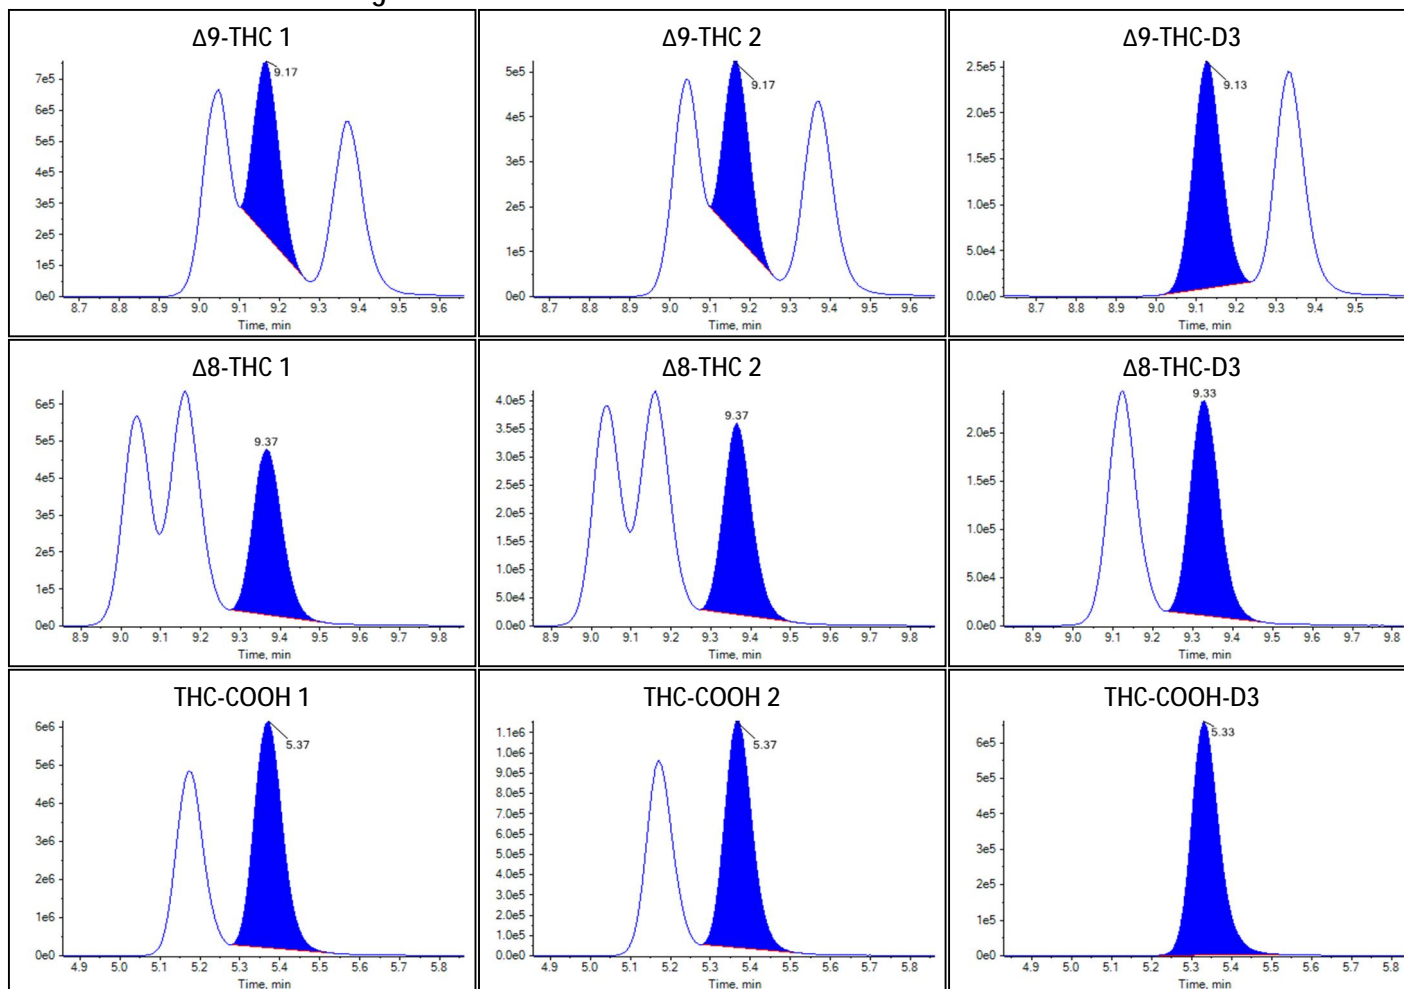 Δ9-THC 1
9.17
7e5
6e5
5e5
4e5
3e5
2e5
1e5
0e0
8.7 8.8 8.9 9.0 9.1 9.2 9.3 9.4 9.5 9.6
Time, min
Δ9-THC 2
9.17
5e5
4e5
3e5
2e5
1e5
0e0
8.7 8.8 8.9 9.0 9.1 9.2 9.3 9.4 9.5 9.6
Time, min
Δ9-THC-D3
9.13
2.5e5
2.0e5
1.5e5
1.0e5
5.0e4
0.0e0
8.7 8.8 8.9 9.0 9.1 9.2 9.3 9.4 9.5
Time, min
Δ8-THC 1
9.37
6e5
5e5
4e5
3e5
2e5
1e5
0e0
8.9 9.0 9.1 9.2 9.3 9.4 9.5 9.6 9.7 9.8
Time, min
Δ8-THC 2
9.37
4.0e5
3.5e5
3.0e5
2.5e5
2.0e5
1.5e5
1.0e5
5.0e4
0.0e0
8.9 9.0 9.1 9.2 9.3 9.4 9.5 9.6 9.7 9.8
Time, min
Δ8-THC-D3
9.33
2.0e5
1.5e5
1.0e5
5.0e4
0.0e0
8.9 9.0 9.1 9.2 9.3 9.4 9.5 9.6 9.7 9.8
Time, min
THC-COOH 1
5.37
6e6
5e6
4e6
3e6
2e6
1e6
0e0
4.9 5.0 5.1 5.2 5.3 5.4 5.5 5.6 5.7 5.8
Time, min
THC-COOH 2
5.37
1.1e6
1.0e6
9.0e5
8.0e5
7.0e5
6.0e5
5.0e5
4.0e5
3.0e5
2.0e5
1.0e5
0.0e0
4.9 5.0 5.1 5.2 5.3 5.4 5.5 5.6 5.7 5.8
Time, min
THC-COOH-D3
5.33
6e5
5e5
4e5
3e5
2e5
1e5
0e0
4.9 5.0 5.1 5.2 5.3 5.4 5.5 5.6 5.7 5.8
Time, min